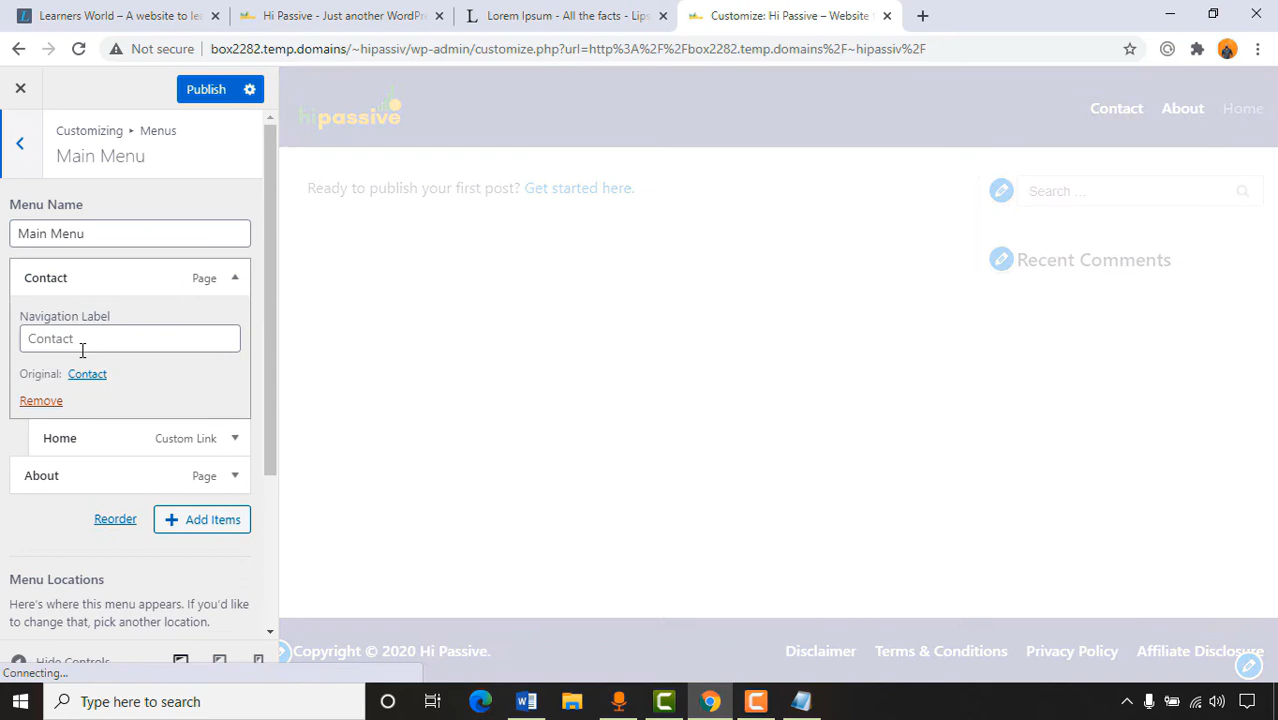 Learners World – A website to le
Hi Passive - Just another WordPr
Lorem Ipsum - All the facts - Lips
Customize: Hi Passive – Website
Not secure
box2282.temp.domains/~hipassiv/wp-admin/customize.php?url=http%3A%2F%2Fbox2282.temp.domains%2F~hipassiv%2F
Publish
Customizing ▸ Menus
Main Menu
Menu Name
Main Menu
Contact Page
Navigation Label
Contact
Original: Contact
Remove
Home Custom Link
About Page
Reorder
Add Items
Menu Locations
Here's where this menu appears. If you'd like
to change that, pick another location.
Hide Controls
Connecting...
hipassive
Contact About Home
Ready to publish your first post? Get started here.
Search …
Recent Comments
Copyright © 2020 Hi Passive.
Disclaimer Terms & Conditions Privacy Policy Affiliate Disclosure
Type here to search